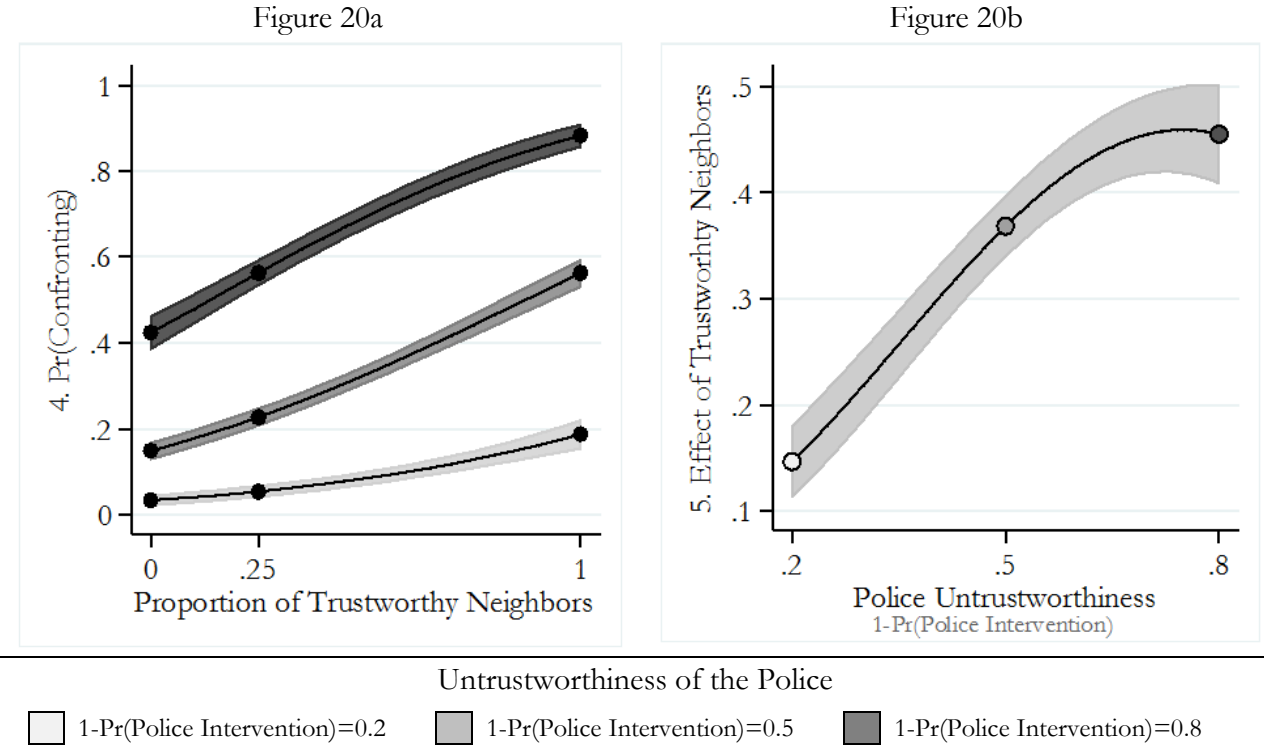 Figure 20a
Figure 20b
4. Pr(Confronting)
1
.8
.6
.4
.2
0
0 .25 1
Proportion of Trustworthy Neighbors
5. Effect of Trustworhty Neighbors
.5
.4
.3
.2
.1
.2 .5 .8
Police Untrustworthiness
1-Pr(Police Intervention)
Untrustworthiness of the Police
1-Pr(Police Intervention)=0.2
1-Pr(Police Intervention)=0.5
1-Pr(Police Intervention)=0.8